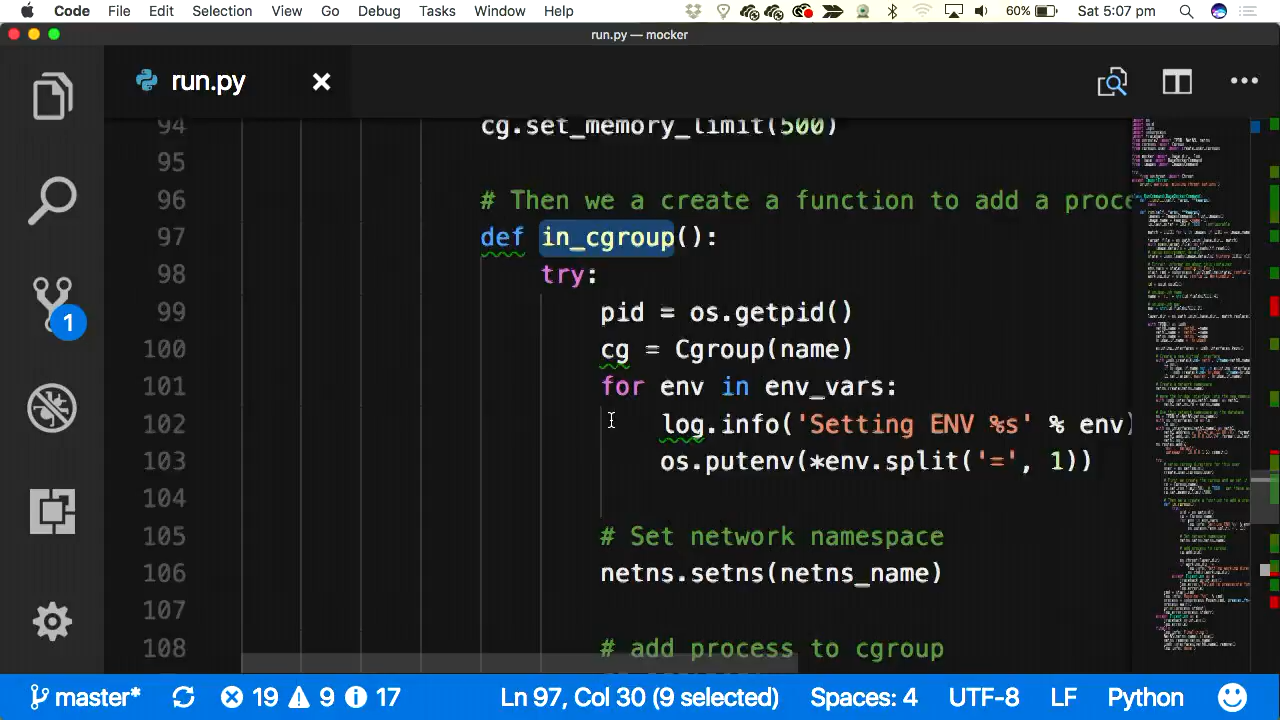 Code File Edit Selection View Go Debug Tasks Window Help 60% Sat 5:07 pm
run.py — mocker
run.py
94 cg.set_memory_limit(500)
95
96 # Then we a create a function to add a proce
97 def in_cgroup():
98 try:
99 pid = os.getpid()
100 cg = Cgroup(name)
101 for env in env_vars:
102 log.info('Setting ENV %s' % env)
103 os.putenv(*env.split('=', 1))
104
105 # Set network namespace
106 netns.setns(netns_name)
107
108 # add process to cgroup
1
master* 19 9 17 Ln 97, Col 30 (9 selected) Spaces: 4 UTF-8 LF Python